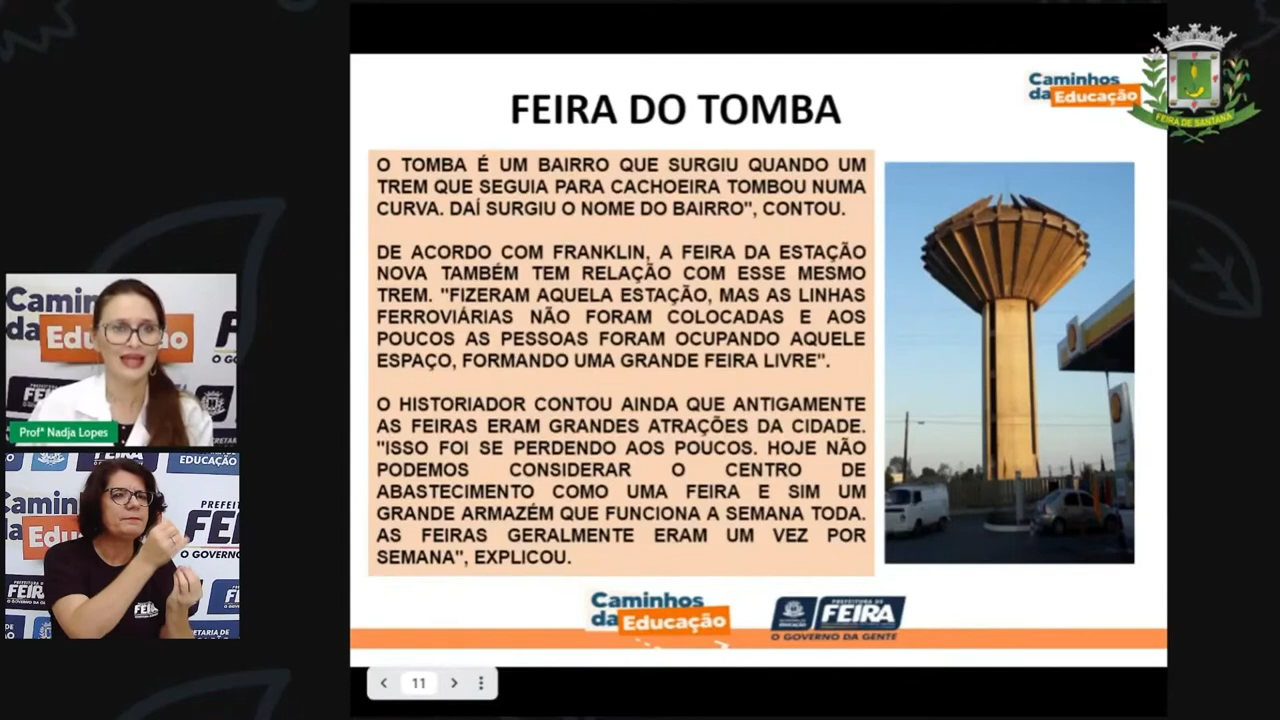 Caminhos
da Educação
FEIRA DE SANTANA
FEIRA DO TOMBA
O TOMBA É UM BAIRRO QUE SURGIU QUANDO UM
TREM QUE SEGUIA PARA CACHOEIRA TOMBOU NUMA
CURVA. DAÍ SURGIU O NOME DO BAIRRO", CONTOU.
DE ACORDO COM FRANKLIN, A FEIRA DA ESTAÇÃO
NOVA TAMBÉM TEM RELAÇÃO COM ESSE MESMO
TREM. "FIZERAM AQUELA ESTAÇÃO, MAS AS LINHAS
FERROVIÁRIAS NÃO FORAM COLOCADAS E AOS
POUCOS AS PESSOAS FORAM OCUPANDO AQUELE
ESPAÇO, FORMANDO UMA GRANDE FEIRA LIVRE".
O HISTORIADOR CONTOU AINDA QUE ANTIGAMENTE
AS FEIRAS ERAM GRANDES ATRAÇÕES DA CIDADE.
"ISSO FOI SE PERDENDO AOS POUCOS. HOJE NÃO
PODEMOS CONSIDERAR O CENTRO DE
ABASTECIMENTO COMO UMA FEIRA E SIM UM
GRANDE ARMAZÉM QUE FUNCIONA A SEMANA TODA.
AS FEIRAS GERALMENTE ERAM UM VEZ POR
SEMANA", EXPLICOU.
Caminhos
da Educação
PREFEITURA DE
FEIRA
O GOVERNO DA GENTE
11
Profª Nadja Lopes